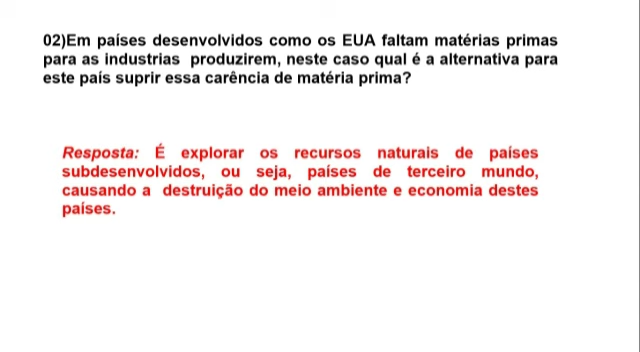 02)Em países desenvolvidos como os EUA faltam matérias primas
para as industrias produzirem, neste caso qual é a alternativa para
este país suprir essa carência de matéria prima?
Resposta: É explorar os recursos naturais de países
subdesenvolvidos, ou seja, países de terceiro mundo,
causando a destruição do meio ambiente e economia destes
países.